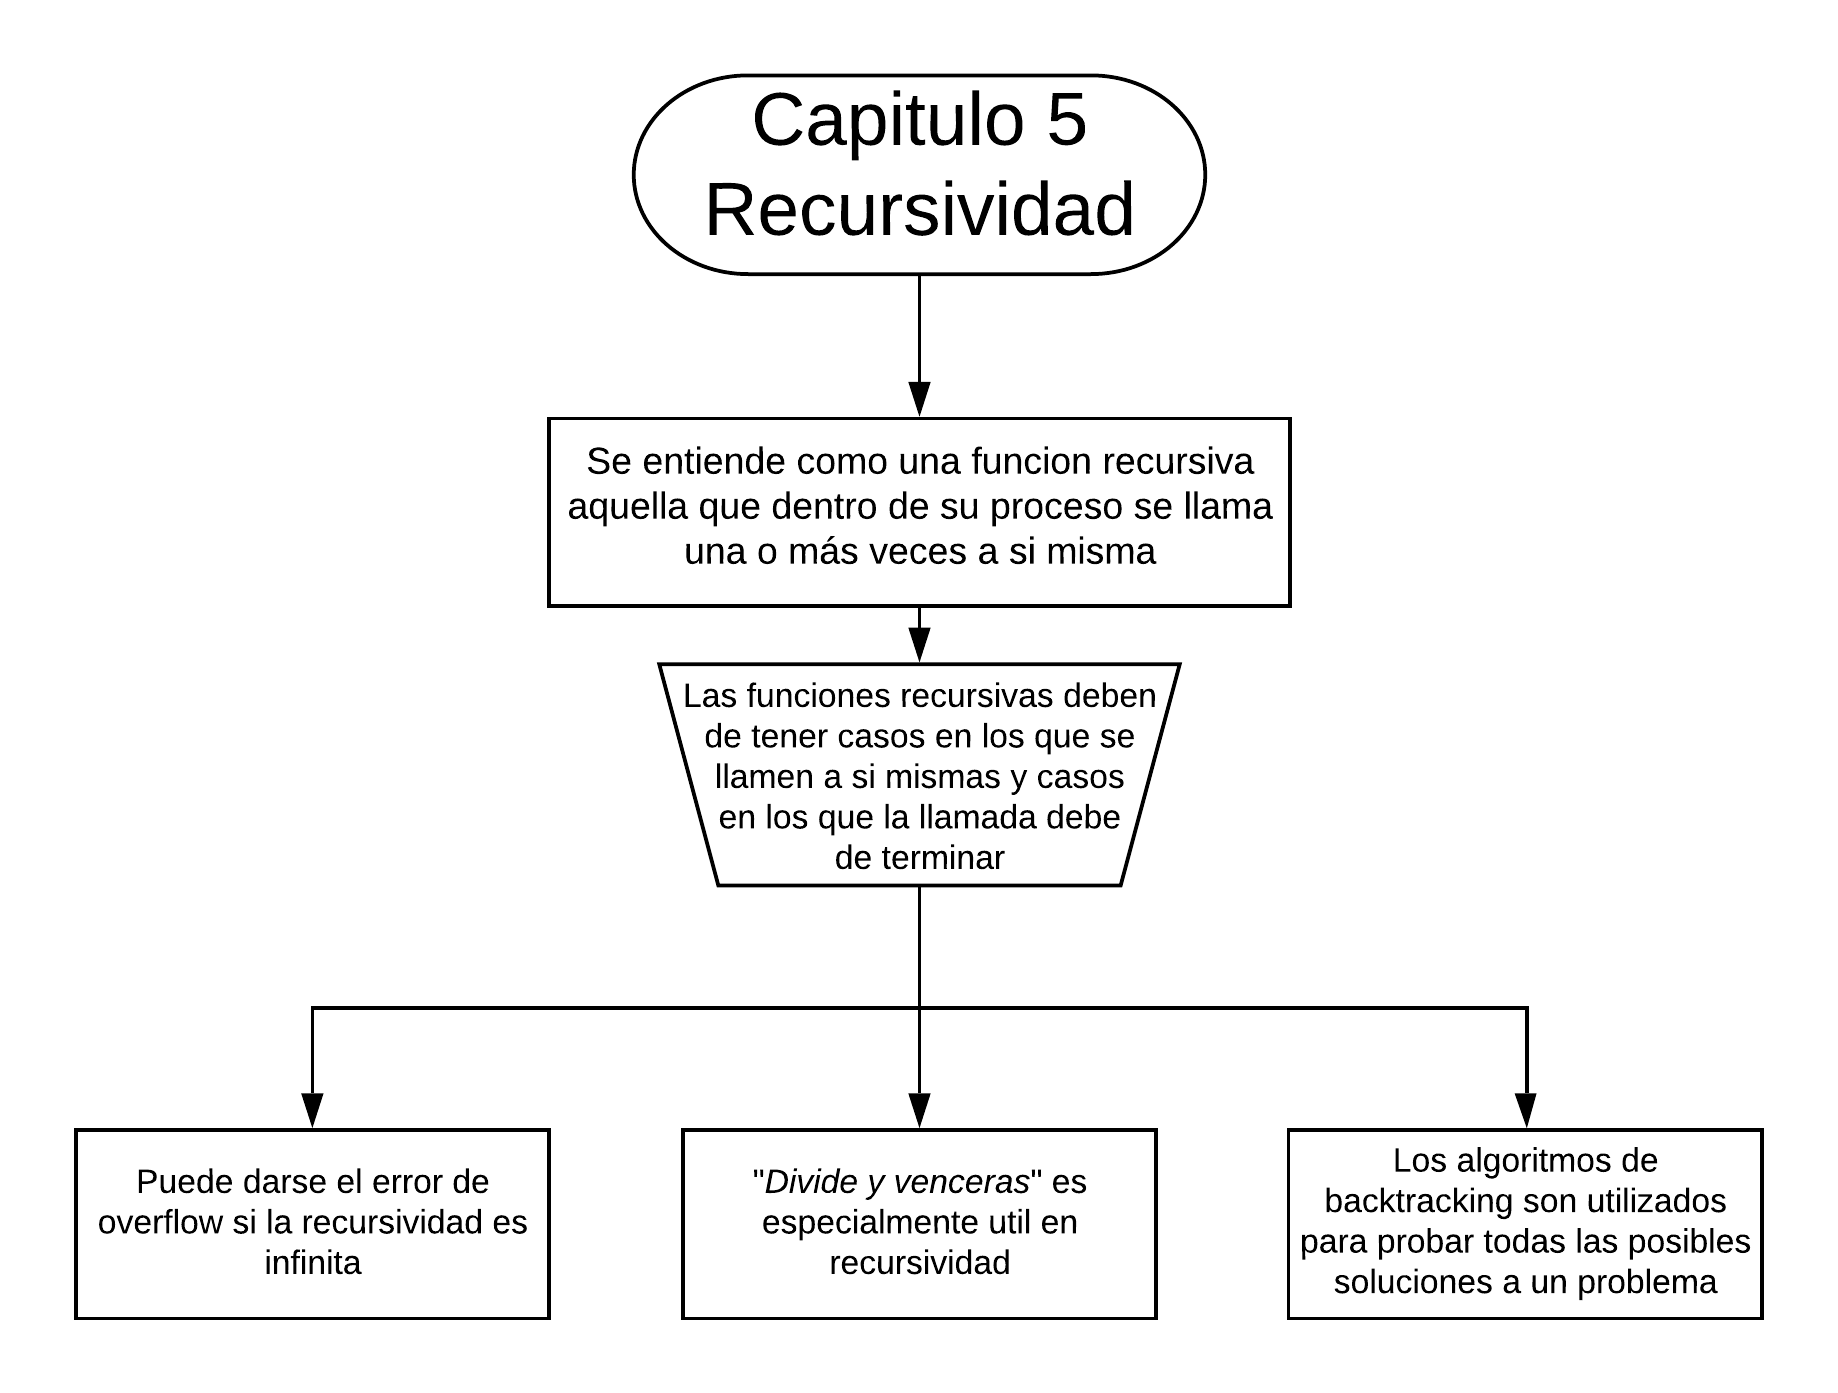 Capitulo 5
Recursividad
Se entiende como una funcion recursiva
aquella que dentro de su proceso se llama
una o más veces a si misma
Las funciones recursivas deben
de tener casos en los que se
llamen a si mismas y casos
en los que la llamada debe
de terminar
Puede darse el error de
overflow si la recursividad es
infinita
"Divide y venceras" es
especialmente util en
recursividad
Los algoritmos de
backtracking son utilizados
para probar todas las posibles
soluciones a un problema